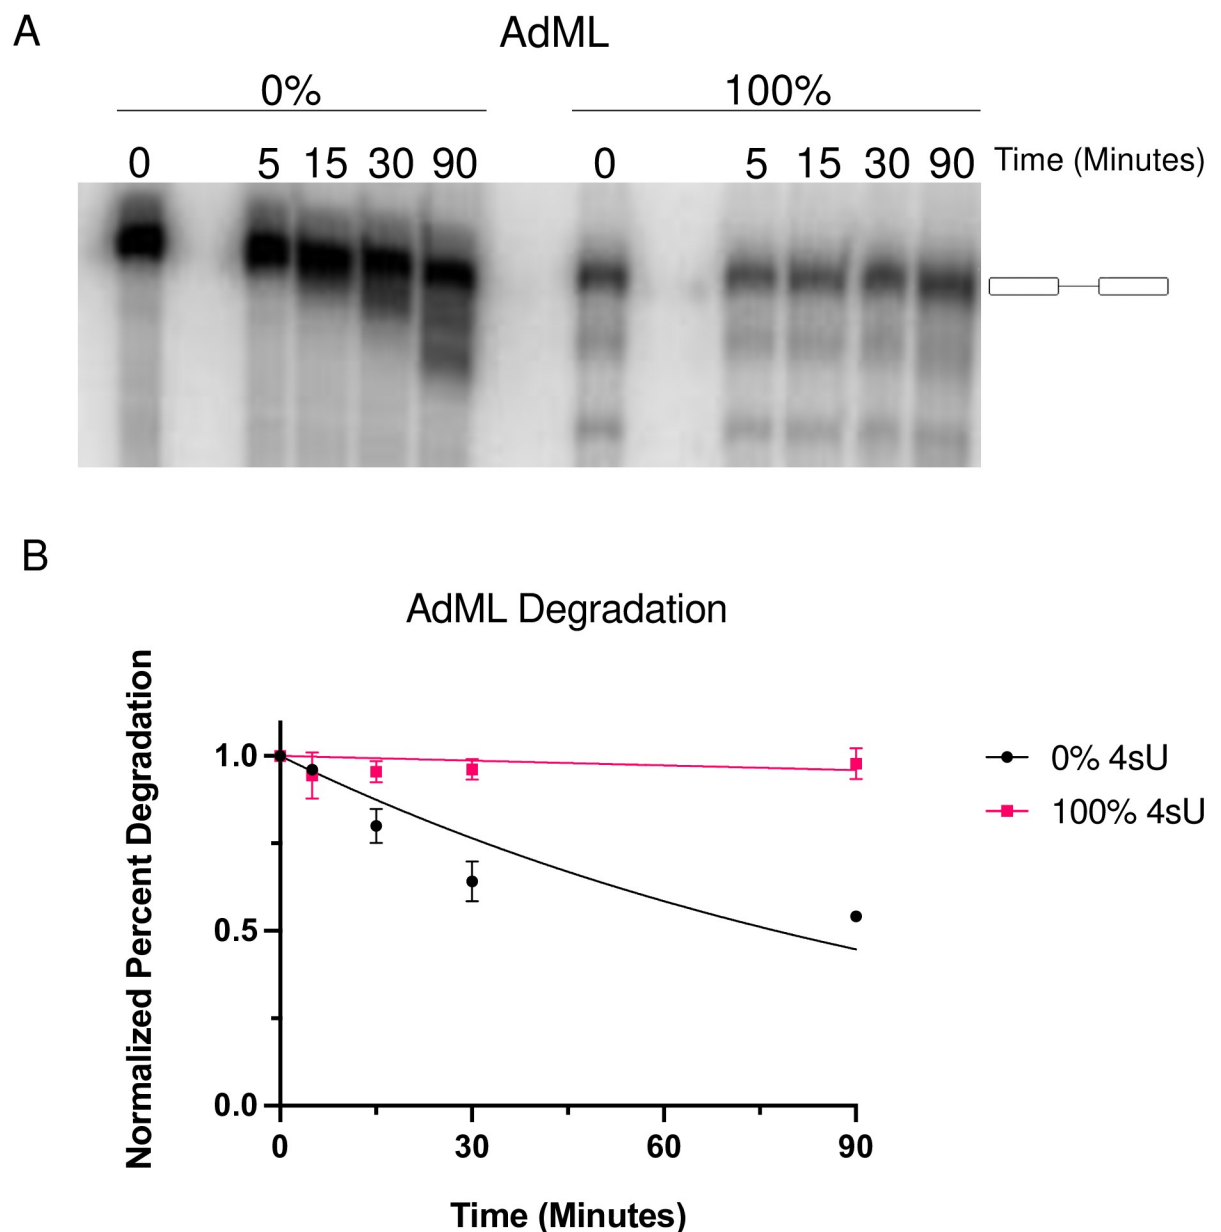 A
AdML
0%
100%
0 5 15 30 90 0 5 15 30 90 Time (Minutes)
B
AdML Degradation
Normalized Percent Degradation
1.0
0.5
0.0
0 30 60 90
Time (Minutes)
0% 4sU
100% 4sU